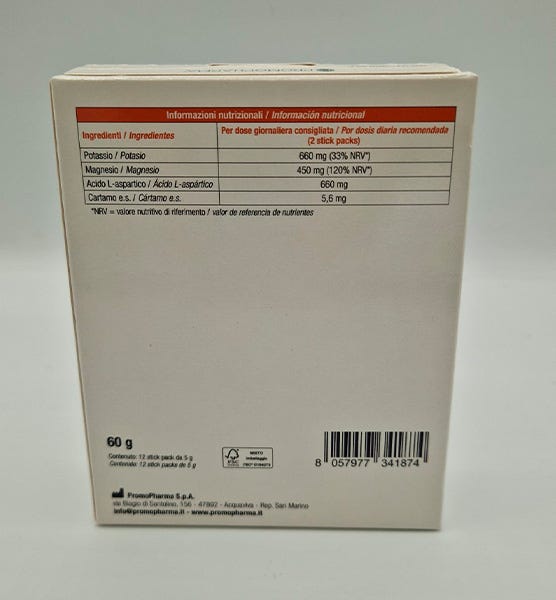 PROMOPHARMA
Informazioni nutrizionali / Información nutricional
Ingredienti / Ingredientes
Per dose giornaliera consigliata / Por dosis diaria recomendada
(2 stick packs)
Potassio / Potasio 660 mg (33% NRV*)
Magnesio / Magnesio 450 mg (120% NRV*)
Acido L-aspartico / Ácido L-aspártico 660 mg
Cartamo e.s. / Cártamo e.s. 5,6 mg
*NRV = valore nutritivo di riferimento / valor de referencia de nutrientes
60 g
Contenuto: 12 stick pack da 5 g
Contenido: 12 stick packs de 5 g
FSC
MISTO
Imballaggio
8 057977 341874
PromoPharma S.p.A.
via Biagio di Santolino, 156 - 47892 - Acquaviva - Rep. San Marino
info@promopharma.it - www.promopharma.it